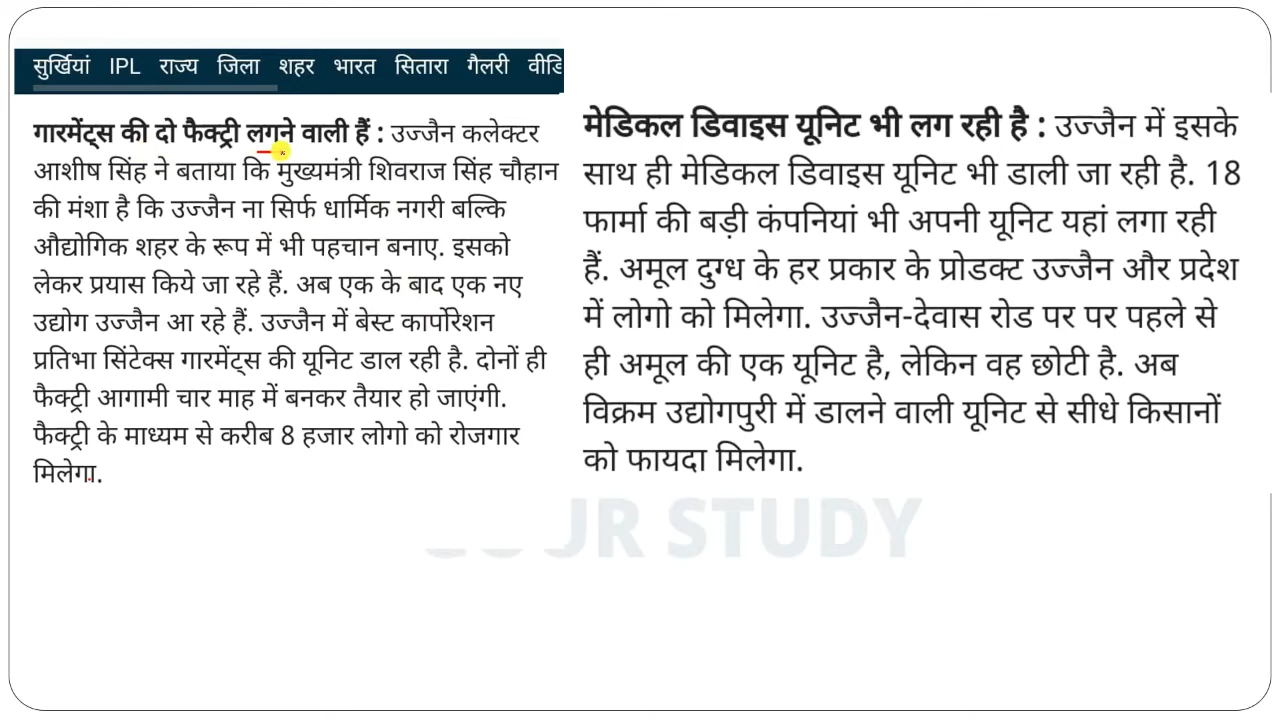 सुर्खियां IPL राज्य जिला शहर भारत सितारा गैलरी
गारमेंट्स की दो फैक्ट्री लगने वाली हैं : उज्जैन कलेक्टर
आशीष सिंह ने बताया कि मुख्यमंत्री शिवराज सिंह चौहान
की मंशा है कि उज्जैन ना सिर्फ धार्मिक नगरी बल्कि
औद्योगिक शहर के रूप में भी पहचान बनाए. इसको
लेकर प्रयास किये जा रहे हैं. अब एक के बाद एक नए
उद्योग उज्जैन आ रहे हैं. उज्जैन में बेस्ट कार्पोरेशन
प्रतिभा सिंटेक्स गारमेंट्स की यूनिट डाल रही है. दोनों ही
फैक्ट्री आगामी चार माह में बनकर तैयार हो जाएंगी.
फैक्ट्री के माध्यम से करीब 8 हजार लोगो को रोजगार
मिलेगा.
मेडिकल डिवाइस यूनिट भी लग रही है : उज्जैन में इसके
साथ ही मेडिकल डिवाइस यूनिट भी डाली जा रही है. 18
फार्मा की बड़ी कंपनियां भी अपनी यूनिट यहां लगा रही
हैं. अमूल दुग्ध के हर प्रकार के प्रोडक्ट उज्जैन और प्रदेश
में लोगो को मिलेगा. उज्जैन-देवास रोड पर पर पहले से
ही अमूल की एक यूनिट है, लेकिन वह छोटी है. अब
विक्रम उद्योगपुरी में डालने वाली यूनिट से सीधे किसानों
को फायदा मिलेगा.
STUDY